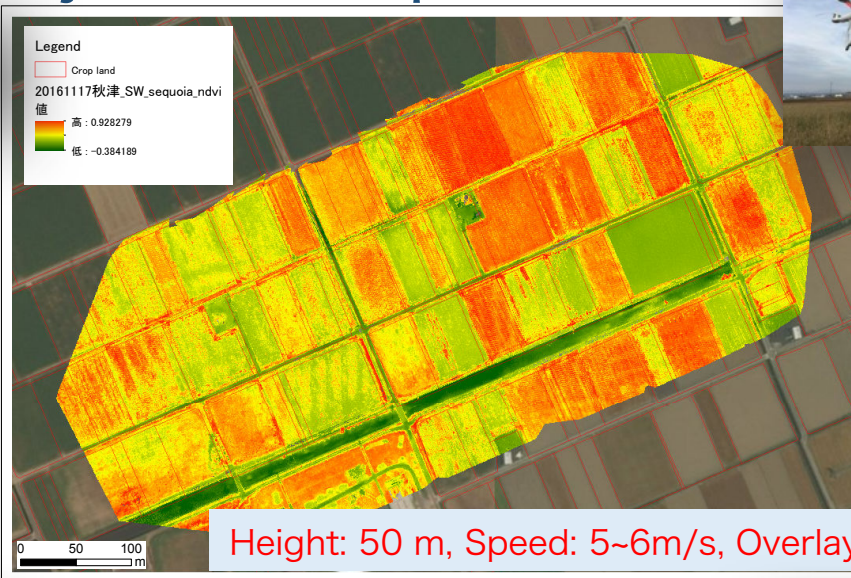 Legend
Crop land
20161117秋津_SW_sequoia_ndvi
値
高 : 0.928279
低 : -0.384189
0 50 100
m
Height: 50 m, Speed: 5~6m/s, Overlay